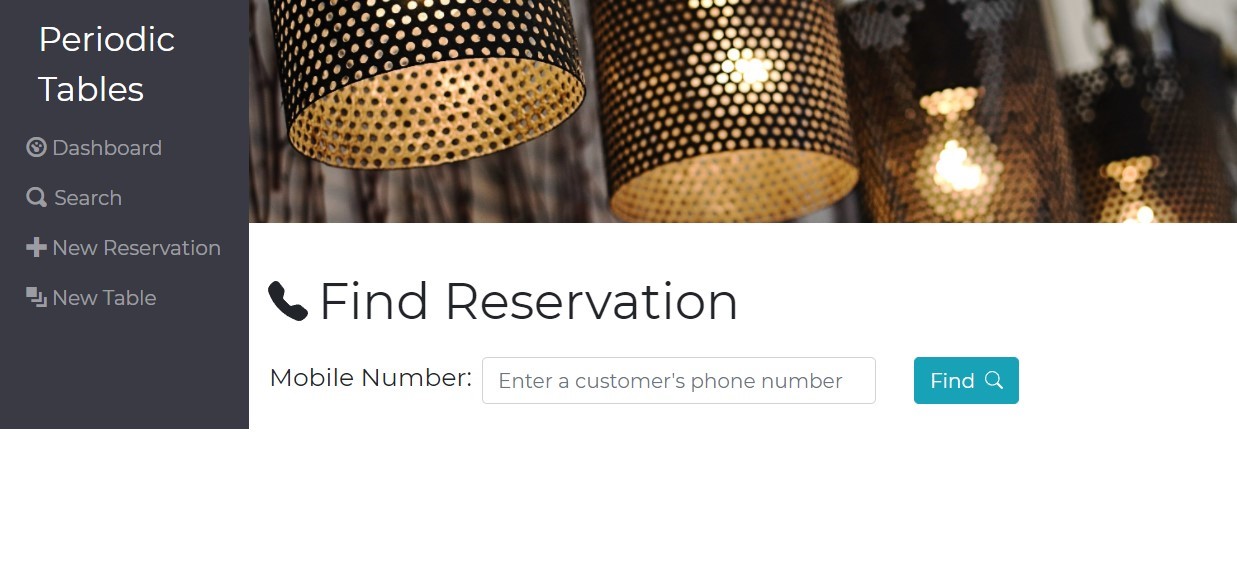 Periodic
Tables
Dashboard
Search
New Reservation
New Table
Find Reservation
Mobile Number: Enter a customer's phone number Find